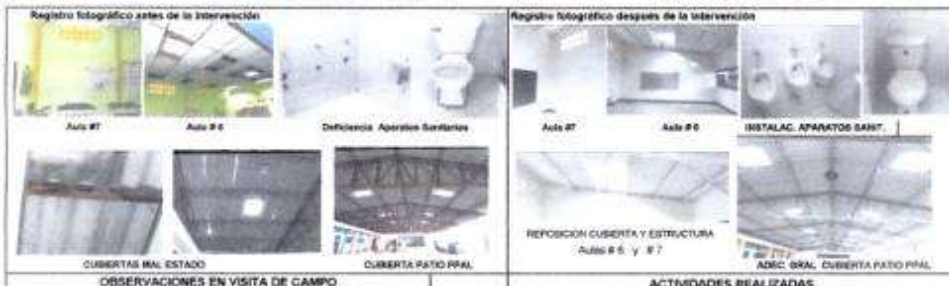 Registro fotográfico antes de la intervención
Aula #7
Aula # 6
Deficiencia Aparatos Sanitarios
CUBIERTAS MAL ESTADO
CUBIERTA PATIO PPAL
OBSERVACIONES EN VISITA DE CAMPO
Registro fotográfico después de la intervención
Aula #7
Aula # 6
INSTALAC. APARATOS SANIT.
REPOSICION CUBIERTA Y ESTRUCTURA
Aulas # 6 y # 7
ADEC. GRAL. CUBIERTA PATIO PPAL
ACTIVIDADES REALIZADAS